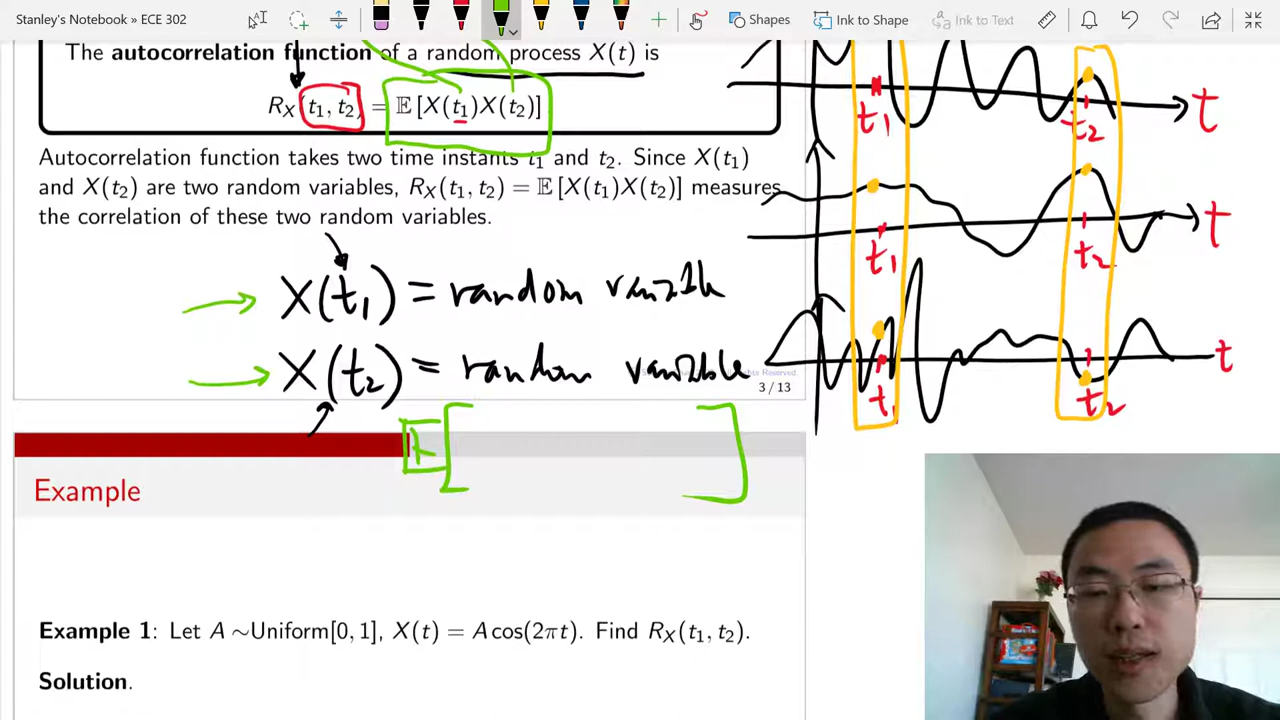 Stanley's Notebook » ECE 302
Shapes
Ink to Shape
Ink to Text
The autocorrelation function of a random process X(t) is
R_X(t₁, t₂) = 𝔼 [X(t₁)X(t₂)]
Autocorrelation function takes two time instants t₁ and t₂. Since X(t₁)
and X(t₂) are two random variables, R_X(t₁, t₂) = 𝔼 [X(t₁)X(t₂)] measures
the correlation of these two random variables.
X(t₁) = random variable
X(t₂) = random variable
3 / 13
E [ ]
Example
Example 1: Let A ∼Uniform[0, 1], X(t) = A cos(2πt). Find R_X(t₁, t₂).
Solution.
t₁ t₂ t
t₁ t₂ t
t₁ t₂ t